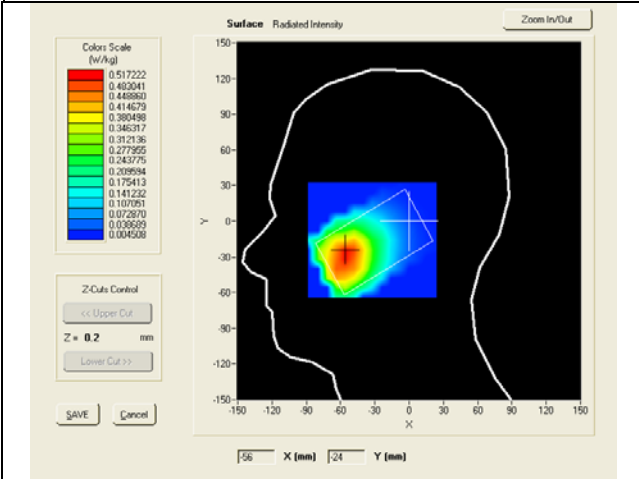 Surface Radiated Intensity
Zoom In/Out
Colors Scale
(W/kg)
0.517222
0.483041
0.448860
0.414679
0.380498
0.346317
0.312136
0.277955
0.243775
0.209594
0.175413
0.141232
0.107051
0.072870
0.038689
0.004508
Z-Cuts Control
<< Upper Cut
Z = 0.2 mm
Lower Cut >>
SAVE Cancel
150
120
90
60
30
0
-30
-60
-90
-120
-150
Y
-150 -120 -90 -60 -30 0 30 60 90 120 150
X
-56 X (mm) -24 Y (mm)